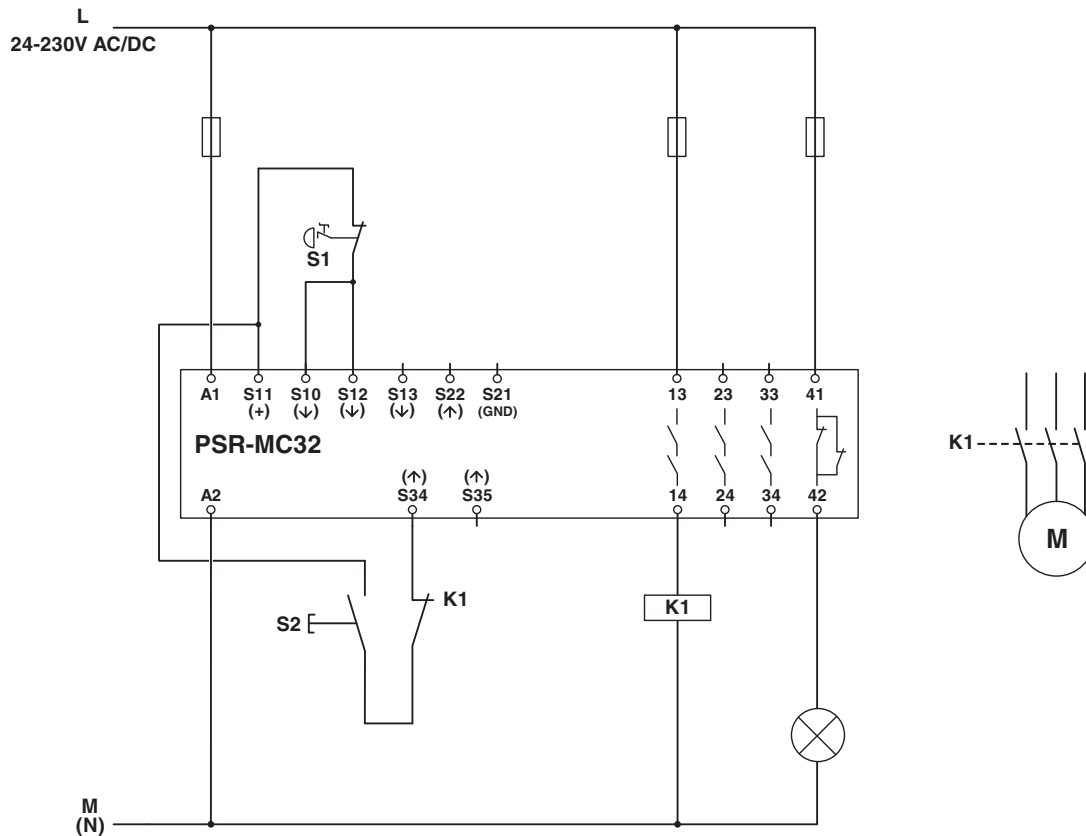 L
24-230V AC/DC
S1
A1 S11 S10 S12 S13 S22 S21 13 23 33 41
(+) (↓) (↓) (↓) (↑) (GND)
PSR-MC32
K1
(↑) (↑)
A2 S34 S35 14 24 34 42
M
K1
K1
S2
M
(N)